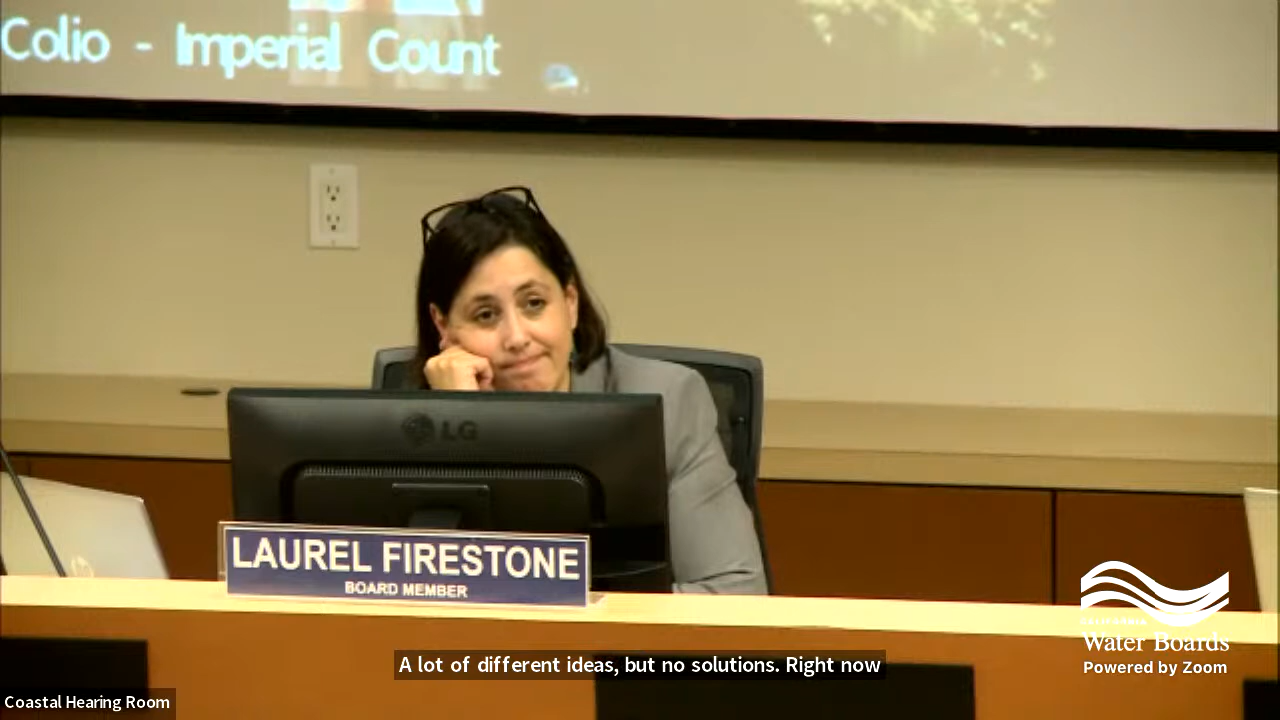 Colio - Imperial Count
LG
LAUREL FIRESTONE
BOARD MEMBER
CALIFORNIA
Water Boards
Powered by Zoom
A lot of different ideas, but no solutions. Right now
Coastal Hearing Room